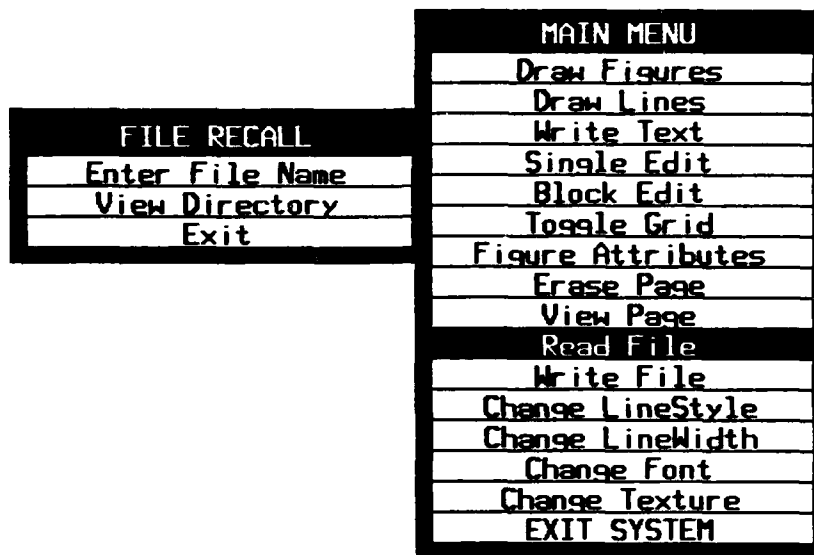 FILE RECALL
Enter File Name
View Directory
Exit
MAIN MENU
Draw Figures
Draw Lines
Write Text
Single Edit
Block Edit
Toggle Grid
Figure Attributes
Erase Page
View Page
Read File
Write File
Change LineStyle
Change LineWidth
Change Font
Change Texture
EXIT SYSTEM